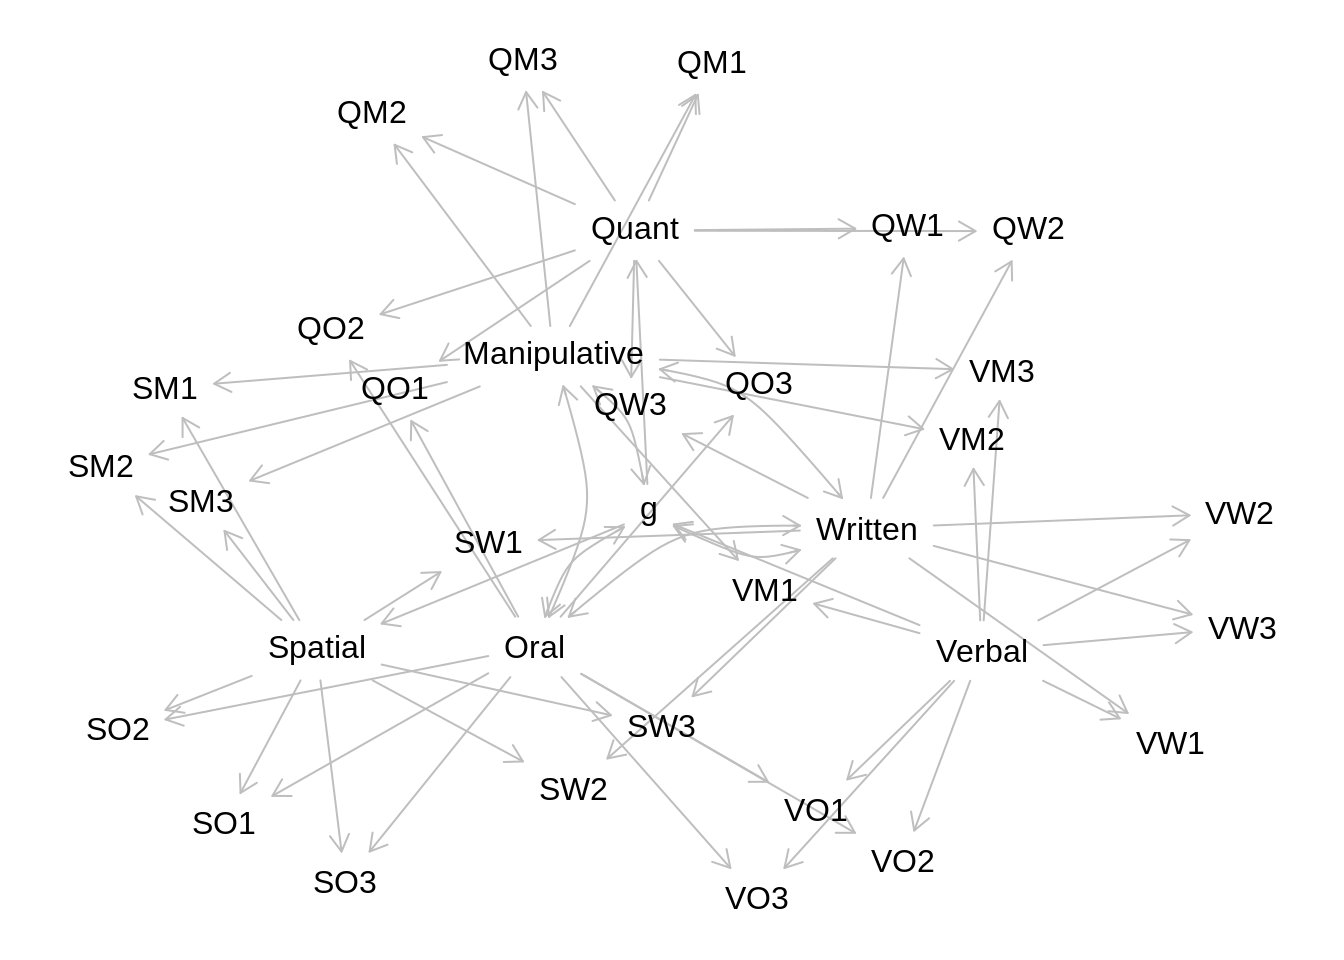 QM3
QM1
QM2
Quant
QW1
QW2
QO2
Manipulative
VM3
SM1
QO1
QO3
QW3
VM2
SM2
SM3
g
VW2
Written
SW1
VM1
VW3
Spatial
Oral
Verbal
SO2
SW3
VW1
SW2
VO1
SO1
VO2
SO3
VO3